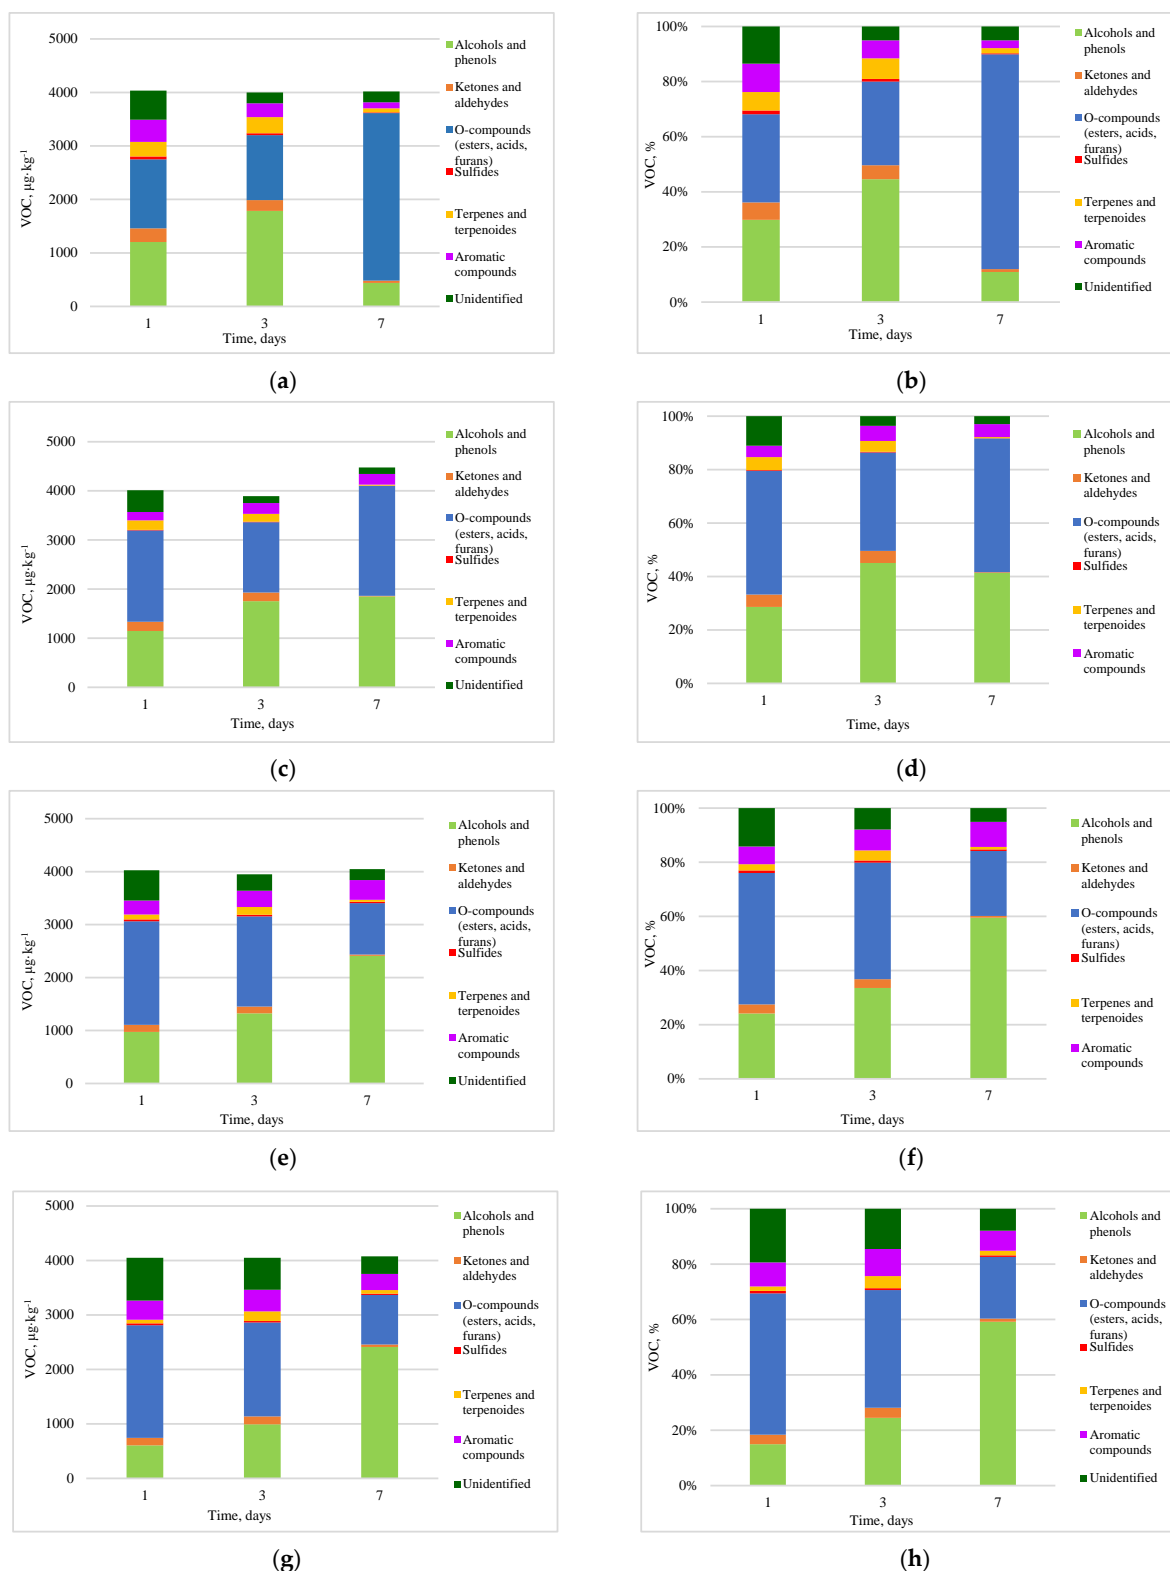 5000
4000
3000
2000
1000
0
VOC, µg·kg⁻¹
1
3
7
Time, days
Alcohols and
phenols
Ketones and
aldehydes
O-compounds
(esters, acids,
furans)
Sulfides
Terpenes and
terpenoides
Aromatic
compounds
Unidentified
(a)
100%
80%
60%
40%
20%
0%
VOC, %
1
3
7
Time, days
Alcohols and
phenols
Ketones and
aldehydes
O-compounds
(esters, acids,
furans)
Sulfides
Terpenes and
terpenoides
Aromatic
compounds
Unidentified
(b)
5000
4000
3000
2000
1000
0
VOC, µg·kg⁻¹
1
3
7
Time, days
Alcohols and
phenols
Ketones and
aldehydes
O-compounds
(esters, acids,
furans)
Sulfides
Terpenes and
terpenoides
Aromatic
compounds
Unidentified
(c)
100%
80%
60%
40%
20%
0%
VOC, %
1
3
7
Time, days
Alcohols and
phenols
Ketones and
aldehydes
O-compounds
(esters, acids,
furans)
Sulfides
Terpenes and
terpenoides
Aromatic
compounds
(d)
5000
4000
3000
2000
1000
0
VOC, µg·kg⁻¹
1
3
7
Time, days
Alcohols and
phenols
Ketones and
aldehydes
O-compounds
(esters, acids,
furans)
Sulfides
Terpenes and
terpenoides
Aromatic
compounds
Unidentified
(e)
100%
80%
60%
40%
20%
0%
VOC, %
1
3
7
Time, days
Alcohols and
phenols
Ketones and
aldehydes
O-compounds
(esters, acids,
furans)
Sulfides
Terpenes and
terpenoides
Aromatic
compounds
(f)
5000
4000
3000
2000
1000
0
VOC, µg·kg⁻¹
1
3
7
Time, days
Alcohols and
phenols
Ketones and
aldehydes
O-compounds
(esters, acids,
furans)
Sulfides
Terpenes and
terpenoides
Aromatic
compounds
Unidentified
(g)
100%
80%
60%
40%
20%
0%
VOC, %
1
3
7
Time, days
Alcohols and
phenols
Ketones and
aldehydes
O-compounds
(esters, acids,
furans)
Sulfides
Terpenes and
terpenoides
Aromatic
compounds
Unidentified
(h)